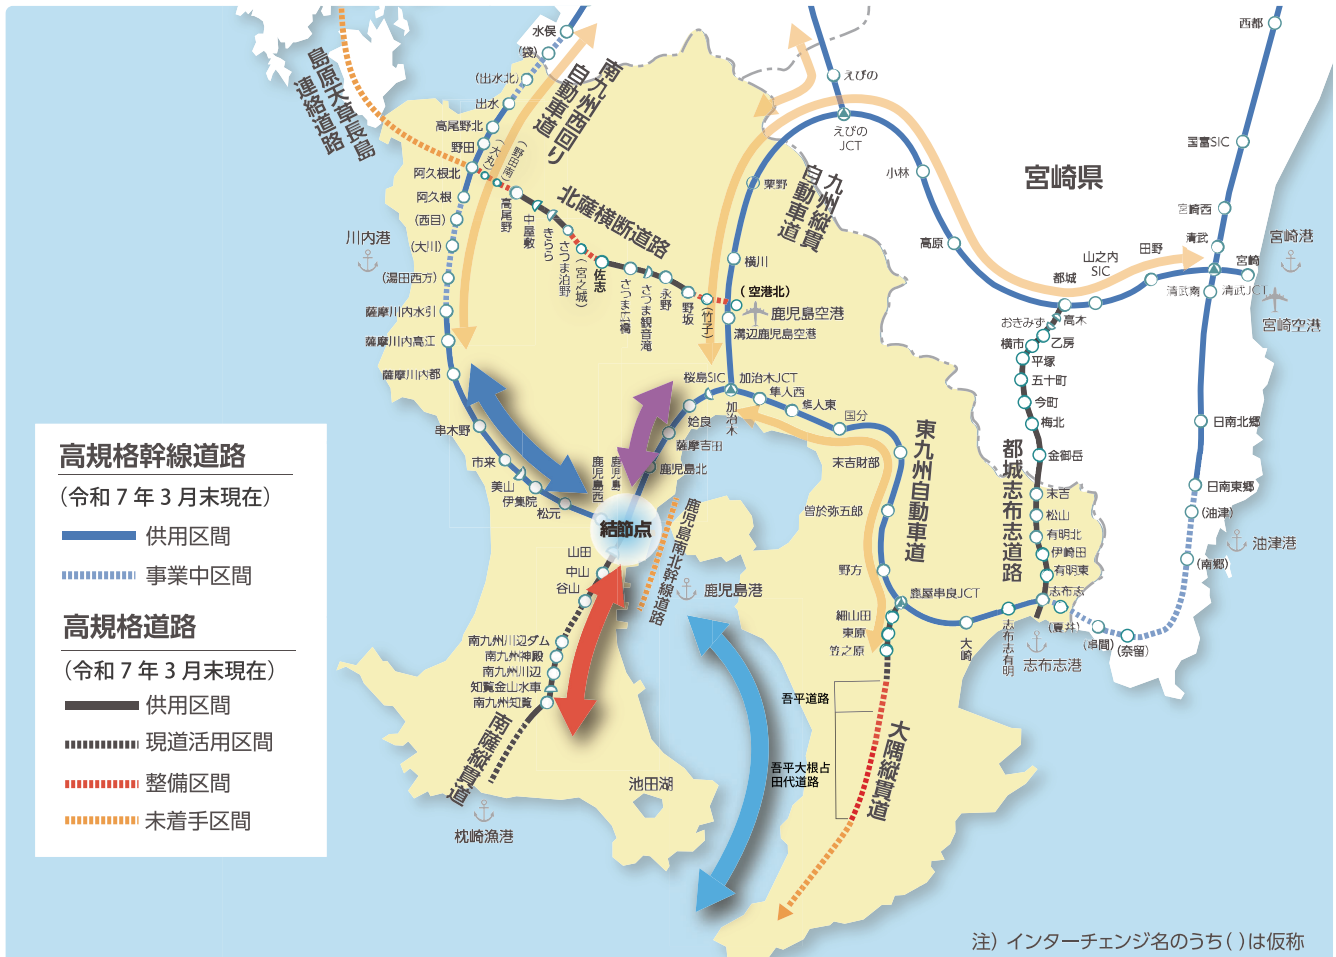 島原天草長島
連絡道路
水俣
(袋)
(出水北)
出水
高尾野北
野田
阿久根北
阿久根
(西目)
(大川)
(湯田西方)
薩摩川内水引
薩摩川内高江
薩摩川内都
串木野
市来
美山
伊集院
松元
川内港
南九州西回り
自動車道
(大丸)
(野田南)
北薩横断道路
高尾野
中屋敷
きらら
さつま泊野
(宮之城)
佐志
さつま広橋
さつま観音滝
永野
野坂
(竹子)
(空港北)
鹿児島空港
溝辺鹿児島空港
横川
栗野
九州縦貫
自動車道
えびの
えびの
JCT
小林
高原
宮崎県
西都
国富SIC
宮崎西
清武
宮崎
宮崎港
清武南
清武JCT
宮崎空港
田野
山之内
SIC
都城
高木
おきみず
乙房
横市
平塚
五十町
今町
梅北
金御岳
末吉
松山
有明北
伊崎田
有明東
志布志
都城志布志道路
日南北郷
日南東郷
(油津)
油津港
(南郷)
(夏井)
(串間)
(奈留)
志布志港
志布志有明
大崎
鹿屋串良JCT
細山田
東原
笠之原
野方
曽於弥五郎
末吉財部
国分
隼人東
隼人西
加治木JCT
加治木
桜島SIC
姶良
薩摩吉田
鹿児島北
鹿児島
鹿児島西
結節点
東九州自動車道
鹿児島南北幹線道路
鹿児島港
山田
中山
谷山
南九州川辺ダム
南九州神殿
南九州川辺
知覧金山水車
南九州知覧
南薩縦貫道
枕崎漁港
池田湖
吾平道路
吾平大根占
田代道路
大隅縦貫道
高規格幹線道路
(令和7年3月末現在)
供用区間
事業中区間
高規格道路
(令和7年3月末現在)
供用区間
現道活用区間
整備区間
未着手区間
注）インターチェンジ名のうち( )は仮称